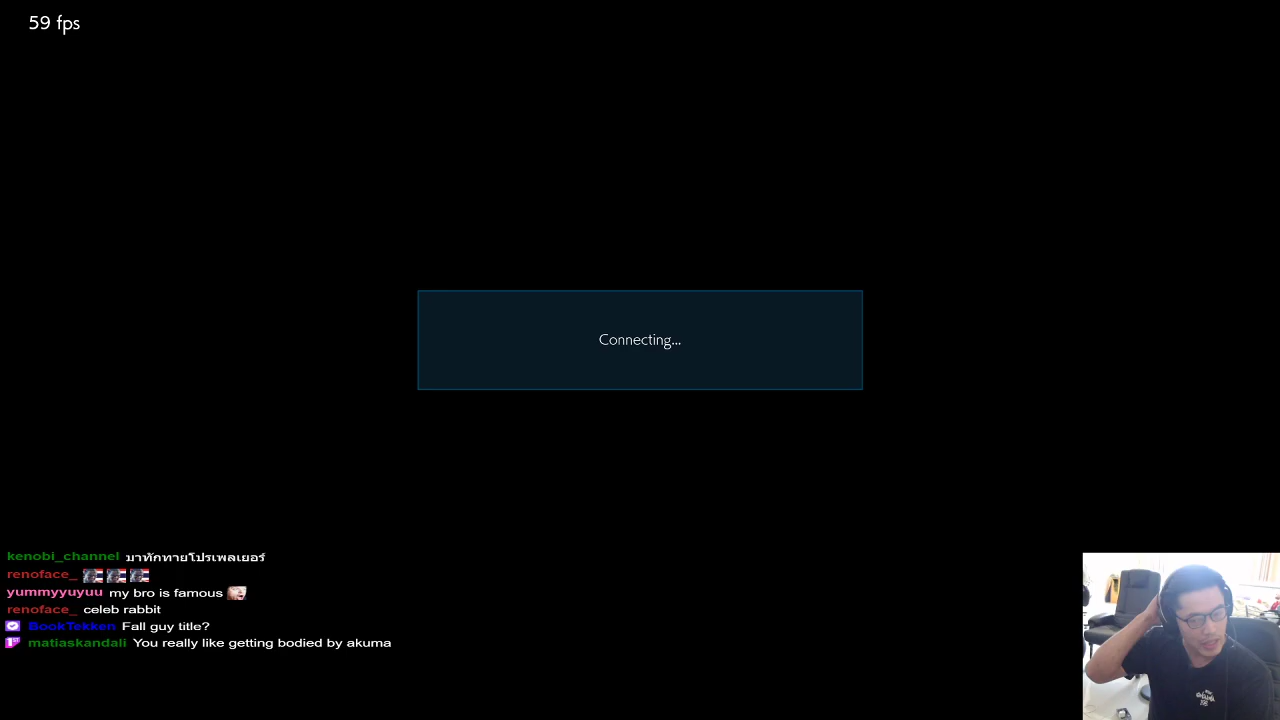 59 fps
Connecting...
kenobi_channel มาทักทายโปรเพลเยอร์
renoface_
yummyyuyuu my bro is famous
renoface_ celeb rabbit
BookTekken Fall guy title?
matiaskandali You really like getting bodied by akuma